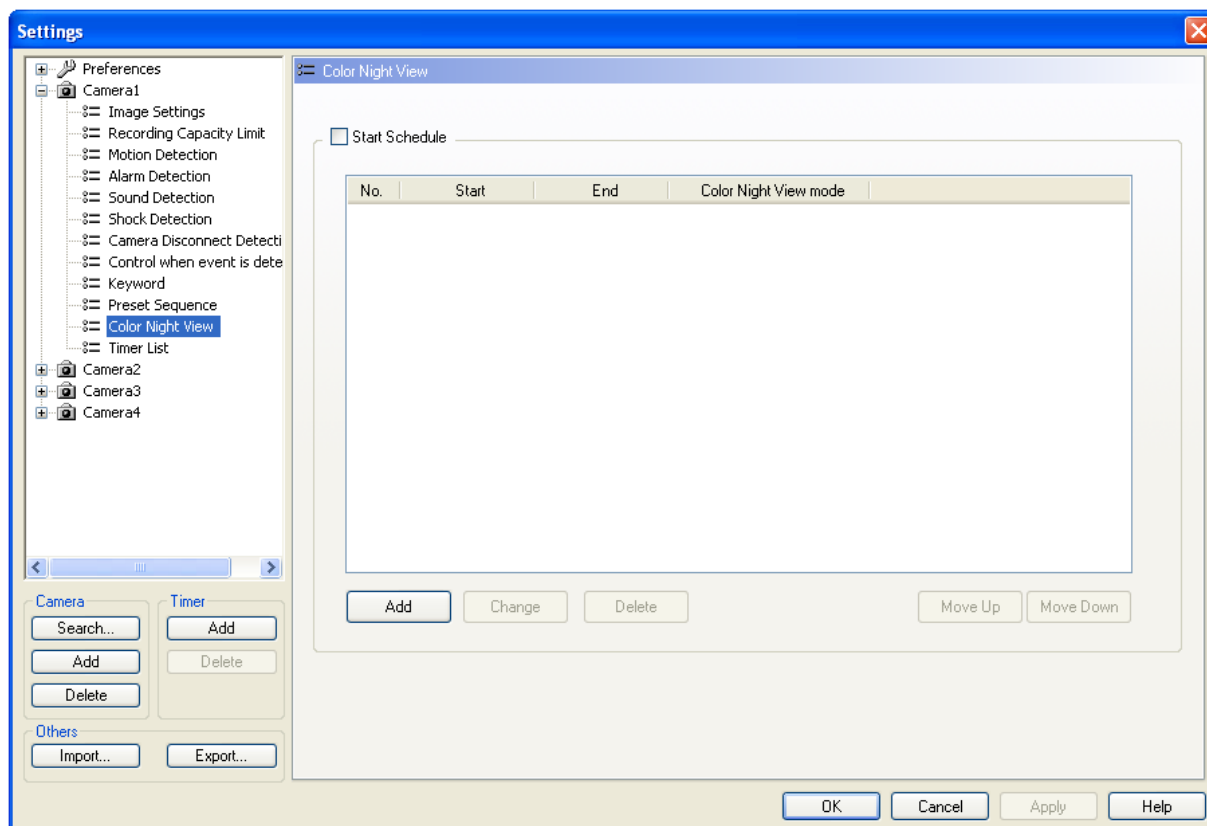 Settings
Preferences
Camera1
Image Settings
Recording Capacity Limit
Motion Detection
Alarm Detection
Sound Detection
Shock Detection
Camera Disconnect Detecti
Control when event is dete
Keyword
Preset Sequence
Color Night View
Timer List
Camera2
Camera3
Camera4
Camera
Search...
Add
Delete
Timer
Add
Delete
Others
Import...
Export...
Color Night View
Start Schedule
No. Start End Color Night View mode
Add Change Delete Move Up Move Down
OK Cancel Apply Help